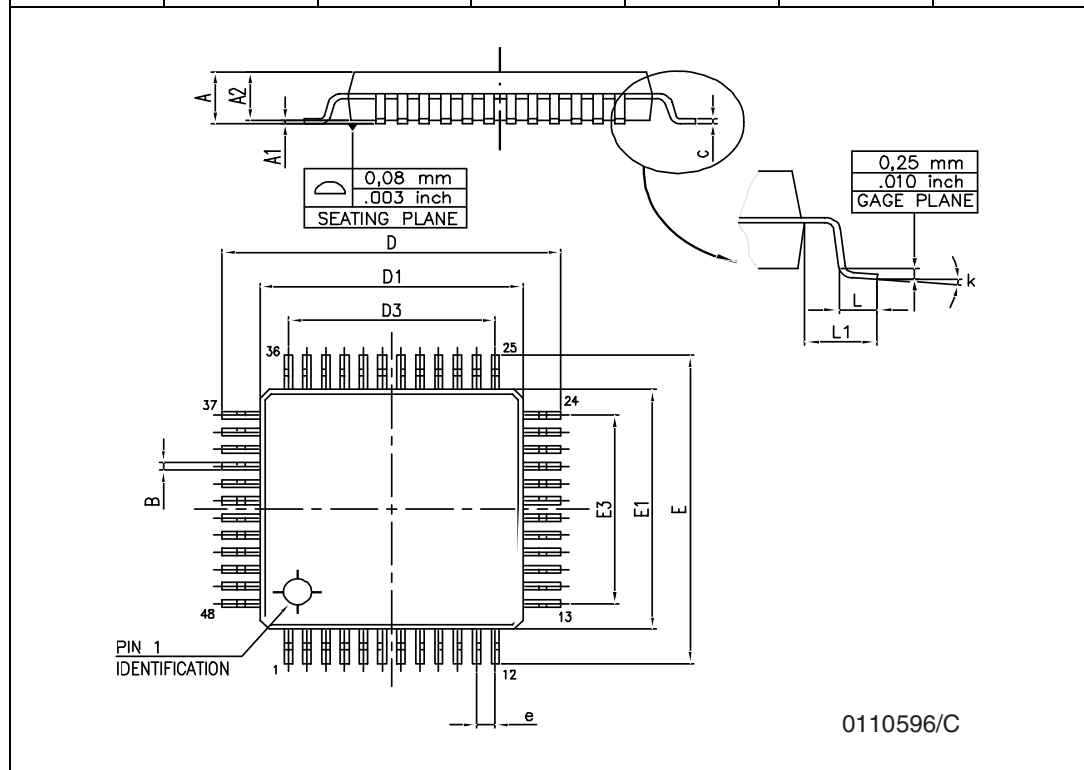 A
A2
A1
c
0,08 mm
.003 inch
SEATING PLANE
0,25 mm
.010 inch
GAGE PLANE
k
L
L1
D
D1
D3
36
25
37
24
B
E3
E1
E
48
13
PIN 1
IDENTIFICATION
1
12
e
0110596/C